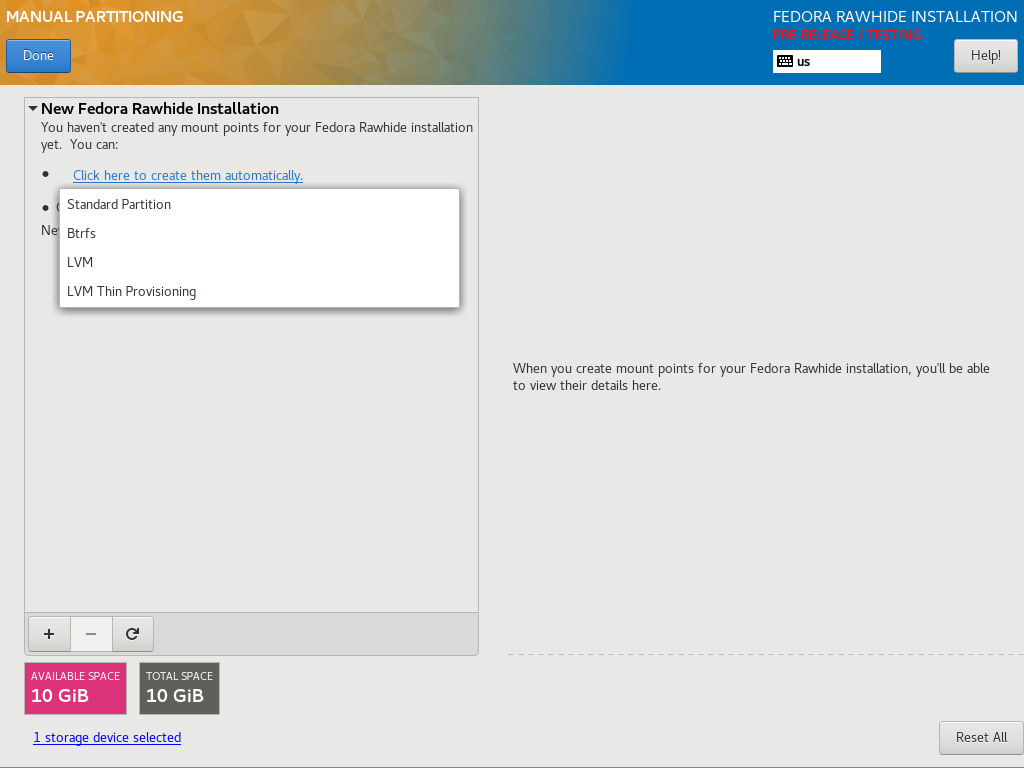 MANUAL PARTITIONING
FEDORA RAWHIDE INSTALLATION
PRE-RELEASE / TESTING
Done
us
Help!
New Fedora Rawhide Installation
You haven't created any mount points for your Fedora Rawhide installation
yet.  You can:
Click here to create them automatically.
Standard Partition
Btrfs
LVM
LVM Thin Provisioning
When you create mount points for your Fedora Rawhide installation, you'll be able
to view their details here.
AVAILABLE SPACE
10 GiB
TOTAL SPACE
10 GiB
1 storage device selected
Reset All